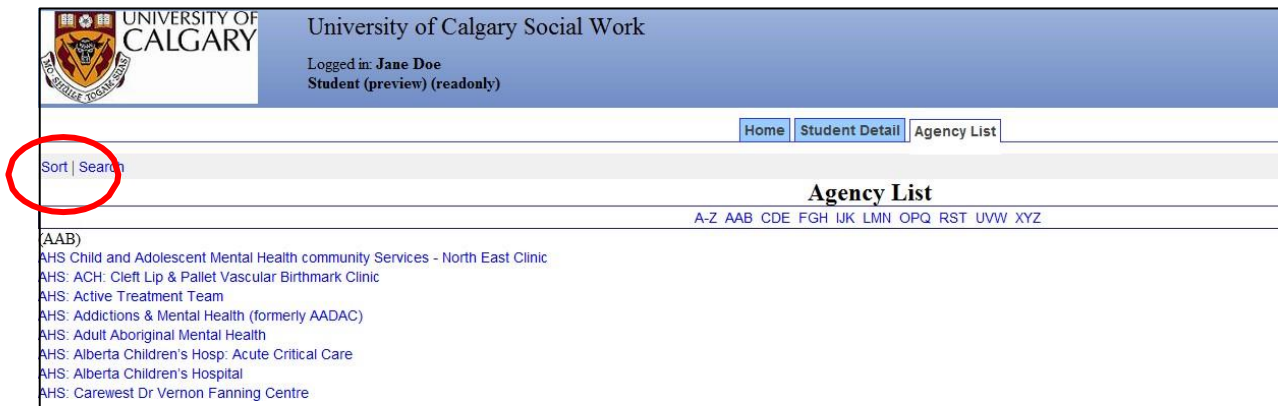 UNIVERSITY OF
CALGARY
MO SHÙILE TOGAM SUAS
University of Calgary Social Work
Logged in: Jane Doe
Student (preview) (readonly)
Home Student Detail Agency List
Sort | Search
Agency List
A-Z AAB CDE FGH IJK LMN OPQ RST UVW XYZ
(AAB)
AHS Child and Adolescent Mental Health community Services - North East Clinic
AHS: ACH: Cleft Lip & Pallet Vascular Birthmark Clinic
AHS: Active Treatment Team
AHS: Addictions & Mental Health (formerly AADAC)
AHS: Adult Aboriginal Mental Health
AHS: Alberta Children's Hosp: Acute Critical Care
AHS: Alberta Children's Hospital
AHS: Carewest Dr Vernon Fanning Centre